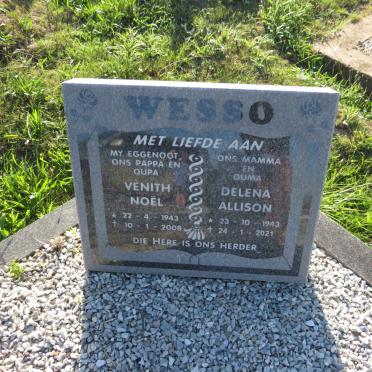 WESSO
MET LIEFDE AAN
MY EGGENOOT,
ONS PAPPA EN
OUPA
VENITH
NOËL
* 22 - 4 - 1943
† 10 - 1 - 2008
ONS MAMMA
EN
OUMA
DELENA
ALLISON
* 23 - 10 - 1943
† 24 - 1 - 2021
DIE HERE IS ONS HERDER